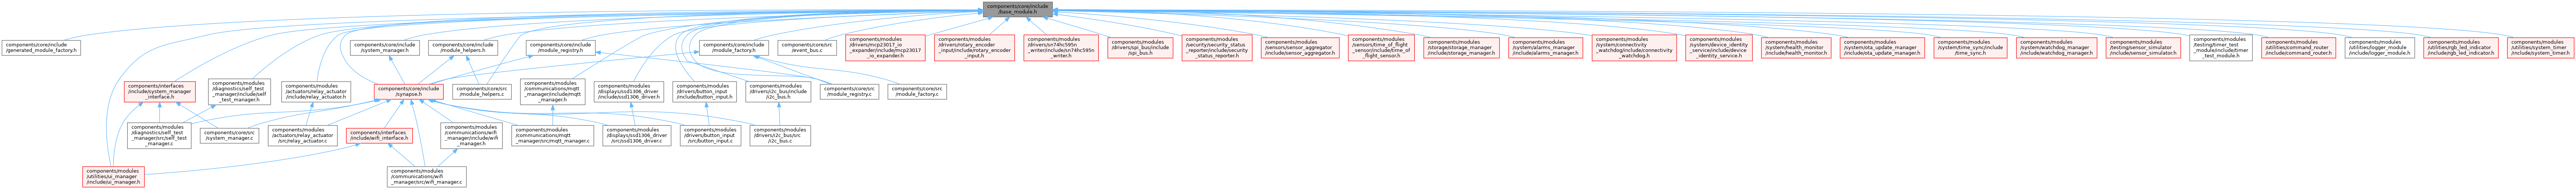 components/core/include
/base_module.h
components/core/include
/generated_module_factory.h
components/core/include
/system_manager.h
components/core/include
/module_helpers.h
components/core/include
/module_registry.h
components/core/include
/module_factory.h
components/core/src
/event_bus.c
components/modules
/drivers/mcp23017_io
_expander/include/mcp23017
_io_expander.h
components/modules
/drivers/rotary_encoder
_input/include/rotary_encoder
_input.h
components/modules
/drivers/sn74hc595n
_writer/include/sn74hc595n
_writer.h
components/modules
/drivers/spi_bus/include
/spi_bus.h
components/modules
/security/security_status
_reporter/include/security
_status_reporter.h
components/modules
/sensors/sensor_aggregator
/include/sensor_aggregator.h
components/modules
/sensors/time_of_flight
_sensor/include/time_of
_flight_sensor.h
components/modules
/storage/storage_manager
/include/storage_manager.h
components/modules
/system/alarms_manager
/include/alarms_manager.h
components/modules
/system/connectivity
_watchdog/include/connectivity
_watchdog.h
components/modules
/system/device_identity
_service/include/device
_identity_service.h
components/modules
/system/health_monitor
/include/health_monitor.h
components/modules
/system/ota_update_manager
/include/ota_update_manager.h
components/modules
/system/time_sync/include
/time_sync.h
components/modules
/system/watchdog_manager
/include/watchdog_manager.h
components/modules
/testing/sensor_simulator
/include/sensor_simulator.h
components/modules
/testing/timer_test
_module/include/timer
_test_module.h
components/modules
/utilities/command_router
/include/command_router.h
components/modules
/utilities/logger_module
/include/logger_module.h
components/modules
/utilities/rgb_led_indicator
/include/rgb_led_indicator.h
components/modules
/utilities/system_timer
/include/system_timer.h
components/interfaces
/include/system_manager
_interface.h
components/modules
/diagnostics/self_test
_manager/include/self
_test_manager.h
components/modules
/actuators/relay_actuator
/include/relay_actuator.h
components/core/include
/synapse.h
components/core/src
/module_helpers.c
components/modules
/communications/mqtt
_manager/include/mqtt
_manager.h
components/modules
/displays/ssd1306_driver
/include/ssd1306_driver.h
components/modules
/drivers/button_input
/include/button_input.h
components/modules
/drivers/i2c_bus/include
/i2c_bus.h
components/core/src
/module_registry.c
components/core/src
/module_factory.c
components/modules
/diagnostics/self_test
_manager/src/self_test
_manager.c
components/core/src
/system_manager.c
components/modules
/actuators/relay_actuator
/src/relay_actuator.c
components/interfaces
/include/wifi_interface.h
components/modules
/communications/wifi
_manager/include/wifi
_manager.h
components/modules
/communications/mqtt
_manager/src/mqtt_manager.c
components/modules
/displays/ssd1306_driver
/src/ssd1306_driver.c
components/modules
/drivers/button_input
/src/button_input.c
components/modules
/drivers/i2c_bus/src
/i2c_bus.c
components/modules
/utilities/ui_manager
/include/ui_manager.h
components/modules
/communications/wifi
_manager/src/wifi_manager.c